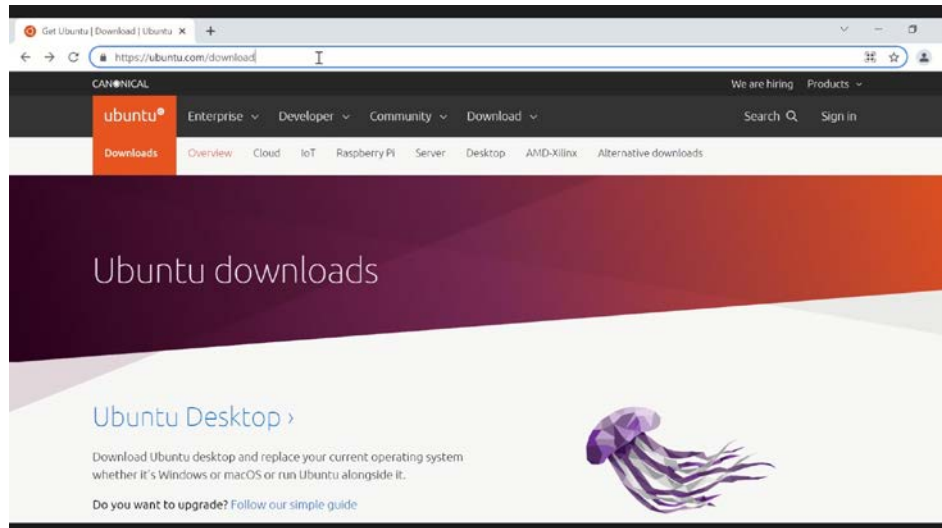 Get Ubuntu | Download | Ubuntu
https://ubuntu.com/download
CANONICAL
We are hiring Products
ubuntu® Enterprise Developer Community Download Search Sign in
Downloads Overview Cloud IoT Raspberry Pi Server Desktop AMD-Xilinx Alternative downloads
Ubuntu downloads
Ubuntu Desktop ›
Download Ubuntu desktop and replace your current operating system
whether it's Windows or macOS or run Ubuntu alongside it.
Do you want to upgrade? Follow our simple guide